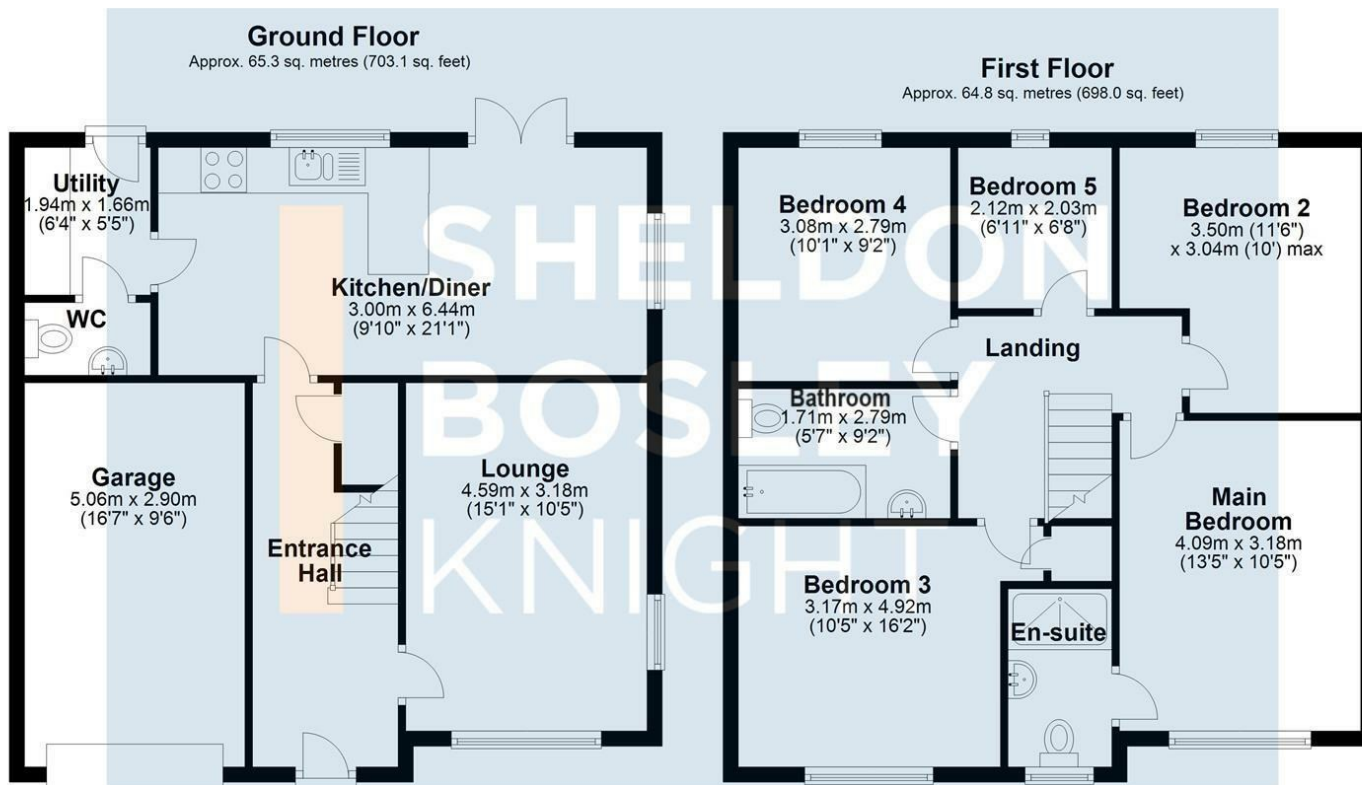 Ground Floor
Approx. 65.3 sq. metres (703.1 sq. feet)
Utility
1.94m x 1.66m
(6'4" x 5'5")
WC
Kitchen/Diner
3.00m x 6.44m
(9'10" x 21'1")
Garage
5.06m x 2.90m
(16'7" x 9'6")
Entrance
Hall
Lounge
4.59m x 3.18m
(15'1" x 10'5")
First Floor
Approx. 64.8 sq. metres (698.0 sq. feet)
Bedroom 4
3.08m x 2.79m
(10'1" x 9'2")
Bedroom 5
2.12m x 2.03m
(6'11" x 6'8")
Bedroom 2
3.50m (11'6")
x 3.04m (10') max
Landing
Bathroom
1.71m x 2.79m
(5'7" x 9'2")
Bedroom 3
3.17m x 4.92m
(10'5" x 16'2")
En-suite
Main
Bedroom
4.09m x 3.18m
(13'5" x 10'5")
SHELDON
BOSLEY
KNIGHT